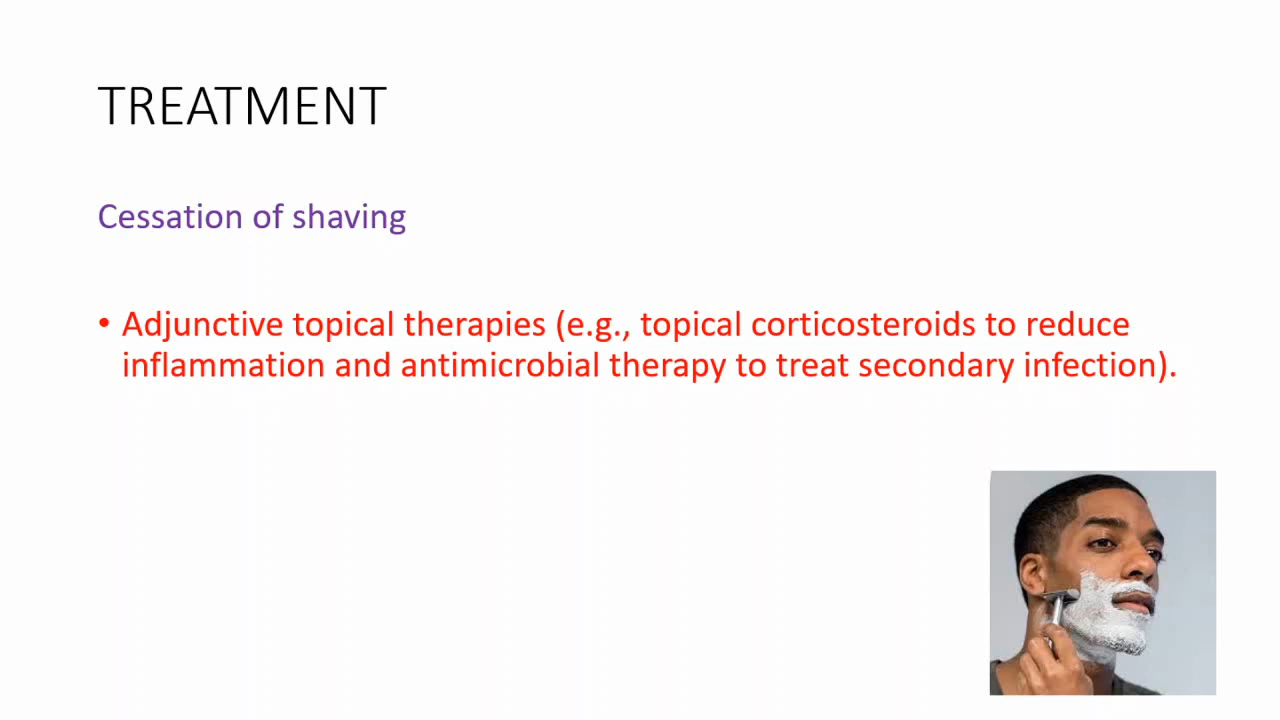 TREATMENT
Cessation of shaving
• Adjunctive topical therapies (e.g., topical corticosteroids to reduce
inflammation and antimicrobial therapy to treat secondary infection).